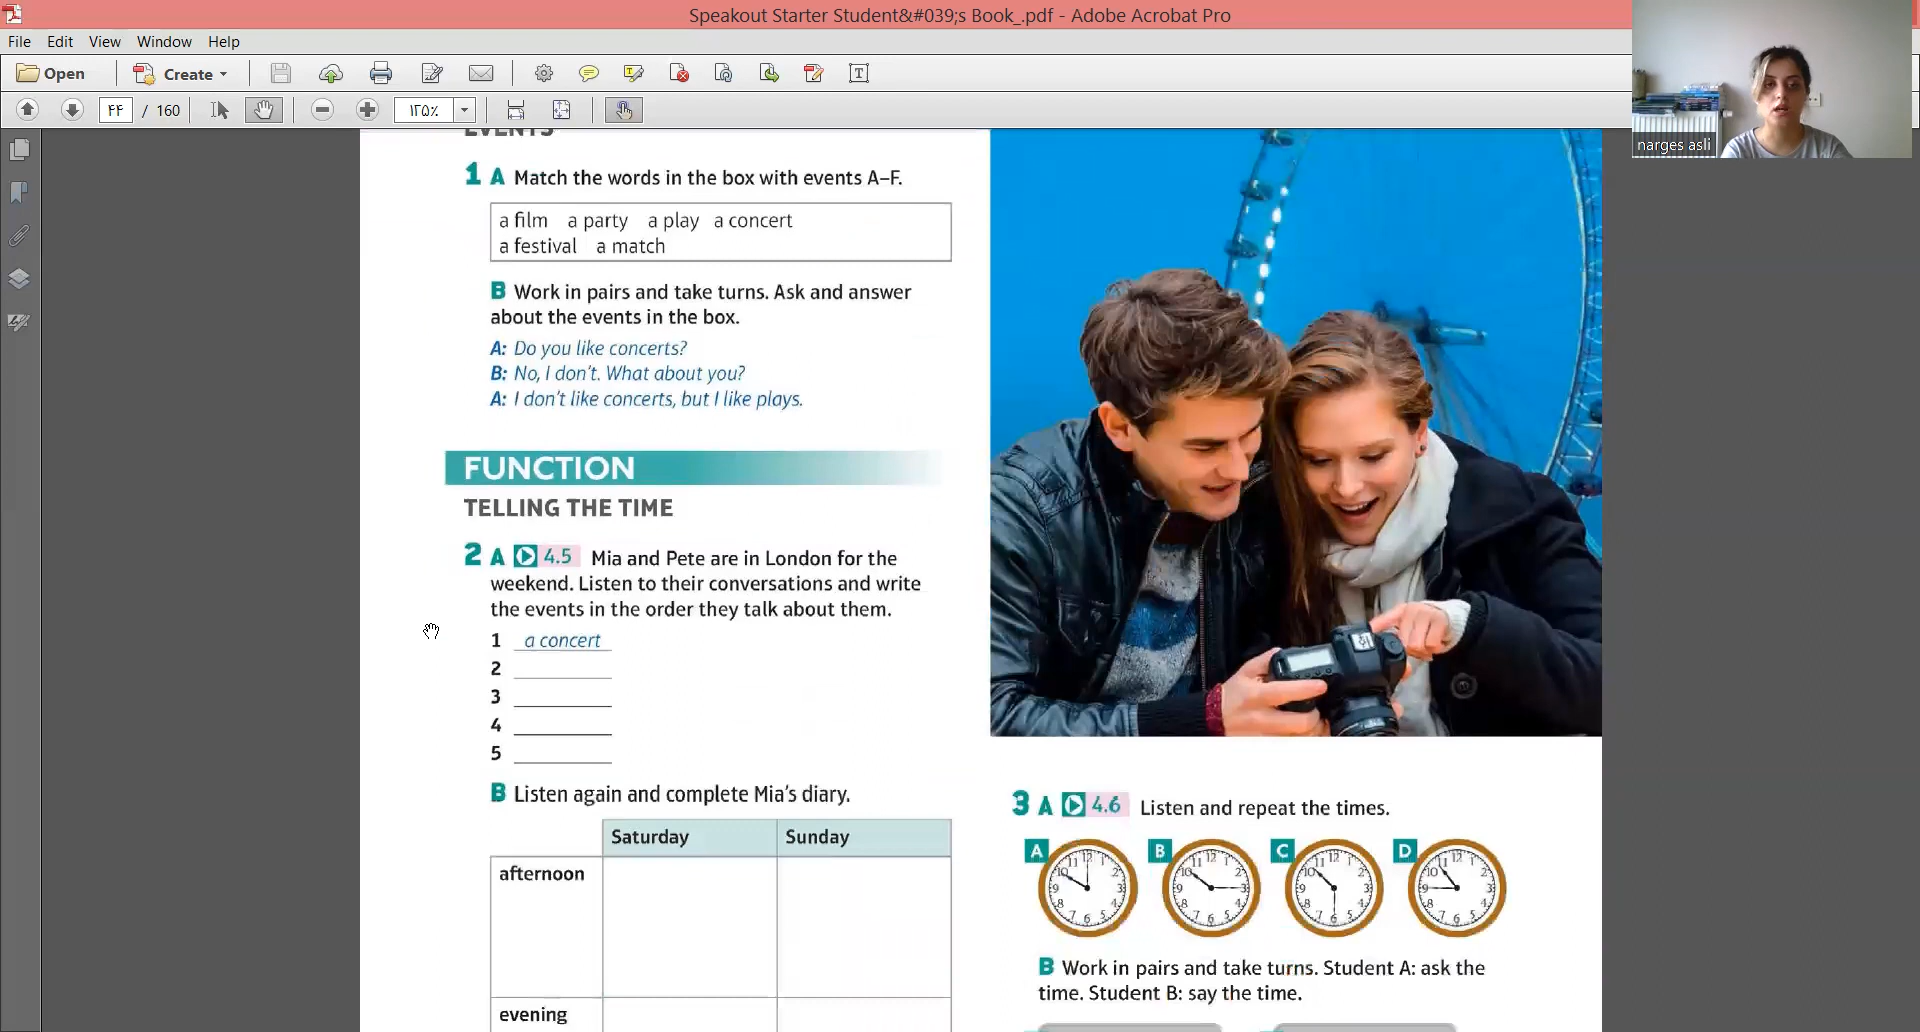 Speakout Starter Student&#039;s Book_.pdf - Adobe Acrobat Pro
File Edit View Window Help
Open Create
۴۴ / 160 ۱۲۵٪
narges asli
EVENTS
1 A Match the words in the box with events A–F.
a film a party a play a concert
a festival a match
B Work in pairs and take turns. Ask and answer
about the events in the box.
A: Do you like concerts?
B: No, I don't. What about you?
A: I don't like concerts, but I like plays.
FUNCTION
TELLING THE TIME
2 A 4.5 Mia and Pete are in London for the
weekend. Listen to their conversations and write
the events in the order they talk about them.
1 a concert
2
3
4
5
B Listen again and complete Mia's diary.
Saturday Sunday
afternoon
evening
3 A 4.6 Listen and repeat the times.
A B C D
B Work in pairs and take turns. Student A: ask the
time. Student B: say the time.